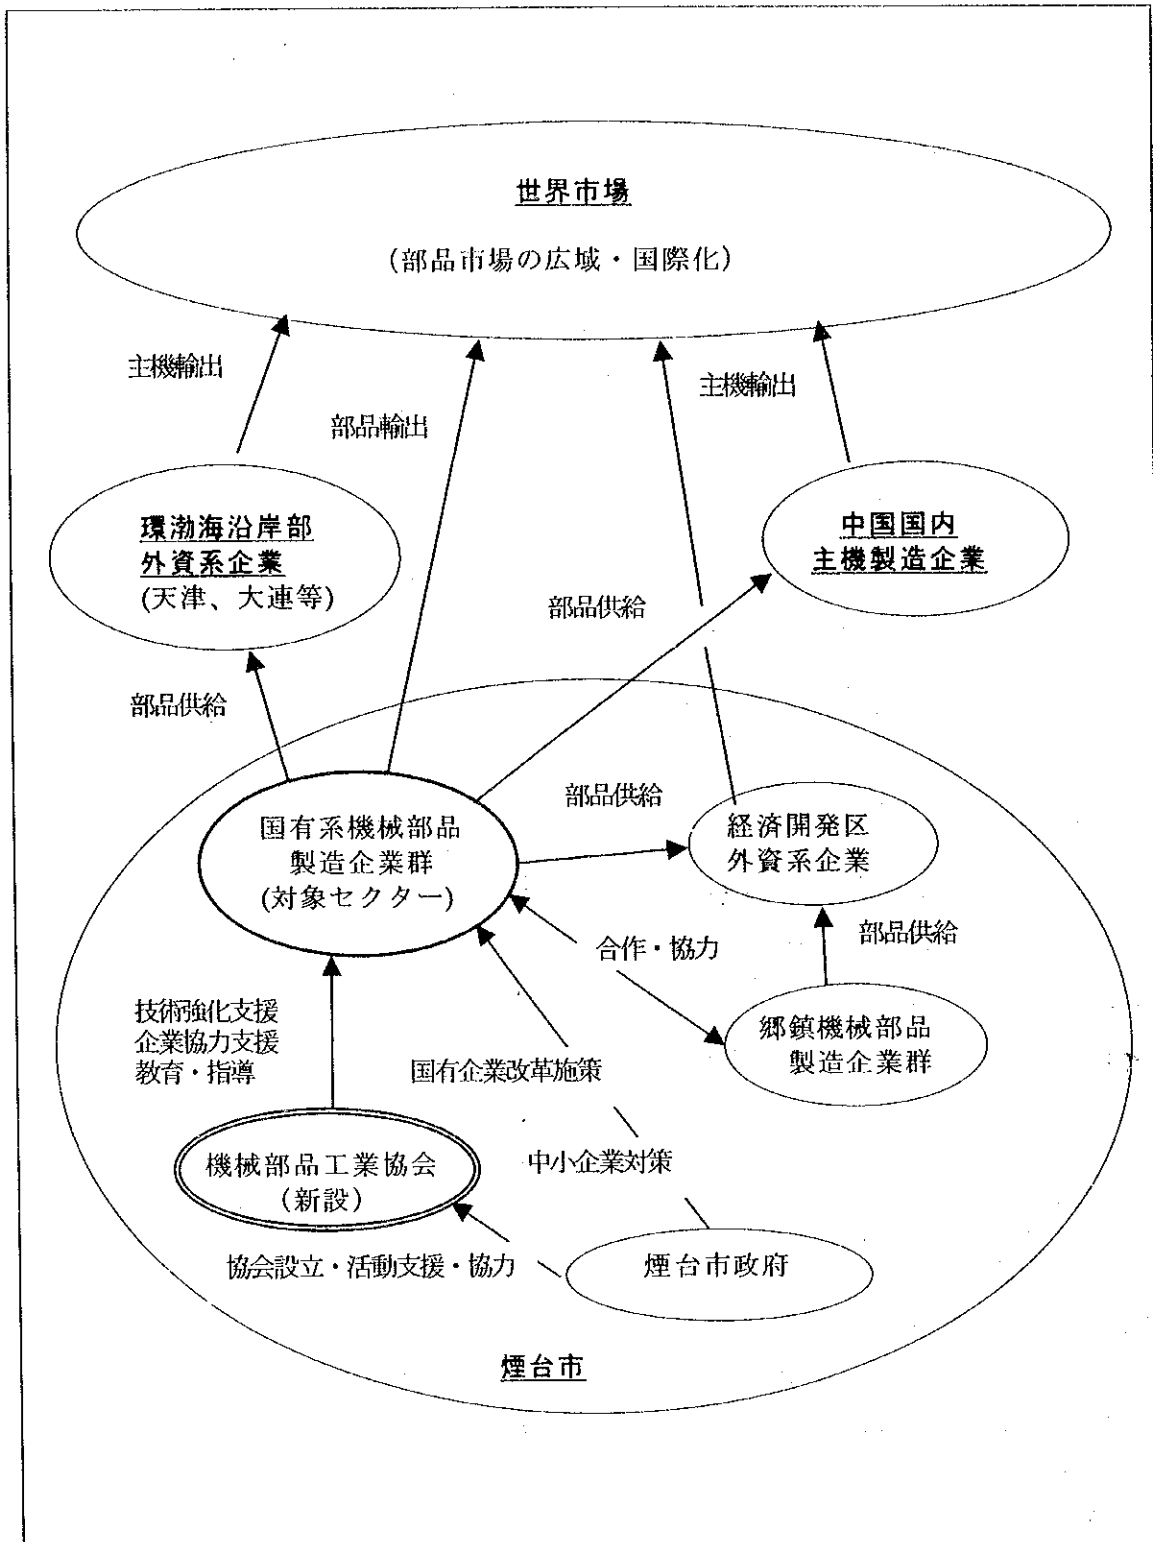 世界市場
(部品市場の広域・国際化)
主機輸出
部品輸出
主機輸出
環渤海沿岸部
外資系企業
(天津、大連等)
中国国内
主機製造企業
部品供給
部品供給
国有系機械部品
製造企業群
(対象セクター)
部品供給
経済開発区
外資系企業
合作・協力
部品供給
技術強化支援
企業協力支援
教育・指導
郷鎮機械部品
製造企業群
国有企業改革施策
機械部品工業協会
(新設)
中小企業対策
協会設立・活動支援・協力
煙台市政府
煙台市